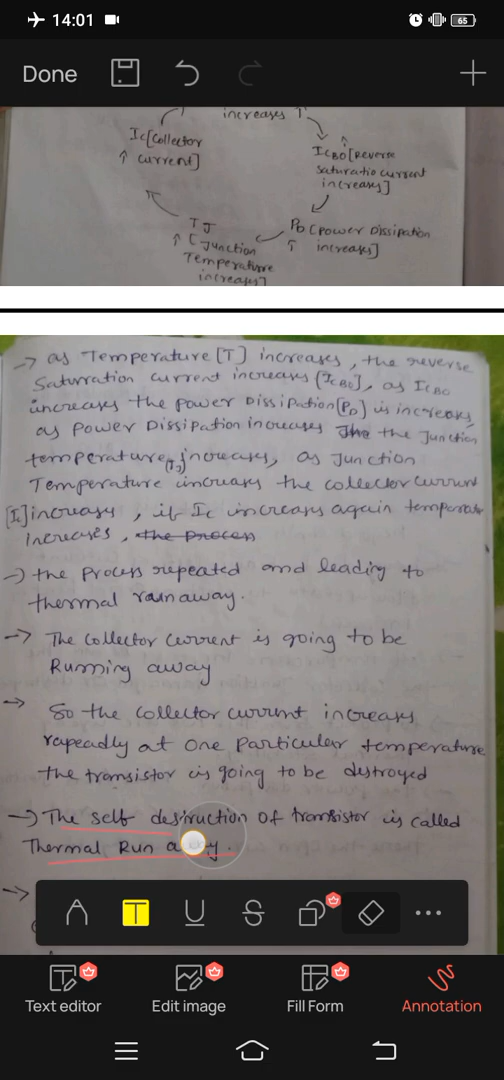 14:01
65
Done
increases T
Ic[Collector
↑ current]
ICBO [Reverse
saturatio current
increases]
PD [power Dissipation
↑ increases]
TJ
↑ [Junction
Temperature
increases]
→ as Temperature [T] increases, the reverse
Saturation current increases [ICBO], as ICBO
increases the power Dissipation [PD] is increases,
as power Dissipation increases the Junction
temperature [TJ] increases, as Junction
Temperature increases the collector current
[Ic] increases, if Ic increases again temperature
increases, the process
→ the process repeated and leading to
thermal rainaway.
→ The collector current is going to be
Running away
→ So the collector current increases
rapeadly at one particular temperature
the transistor is going to be destroyed
→ The self destruction of transistor is called
Thermal Run away.
→
T
U
S
Text editor
Edit image
Fill Form
Annotation